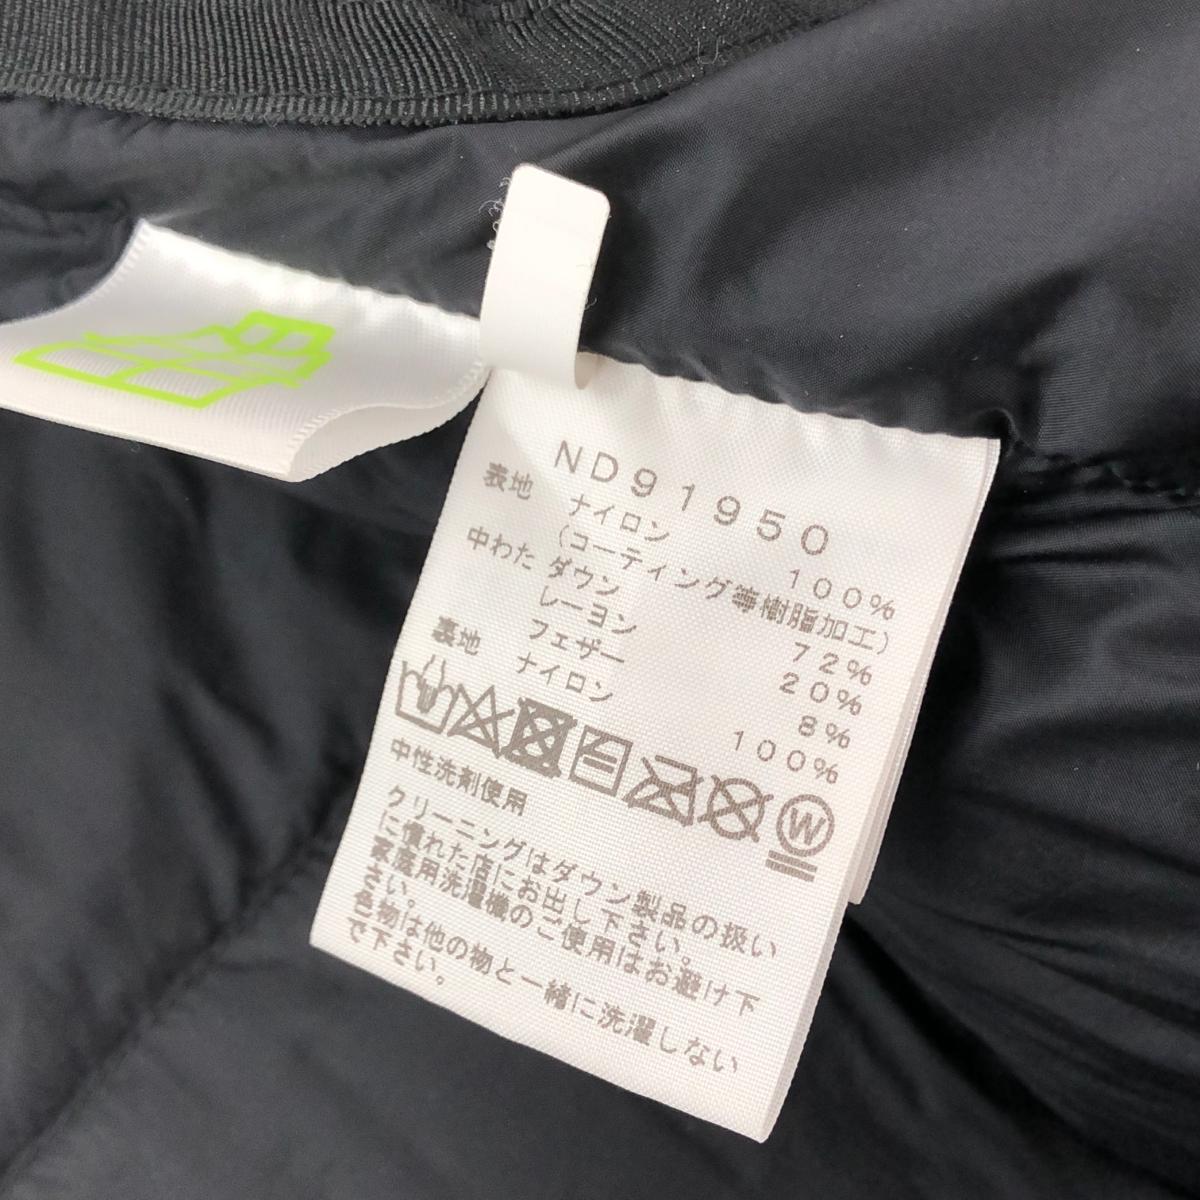 ND91950
表地 ナイロン 100%
(コーティング等樹脂加工)
中わた ダウン 72%
レーヨン 20%
フェザー 8%
裏地 ナイロン 100%
W
中性洗剤使用
クリーニングはダウン製品の扱い
に慣れた店にお出し下さい。
家庭用洗濯機のご使用はお避け下
さい。
色物は他の物と一緒に洗濯しない
で下さい。